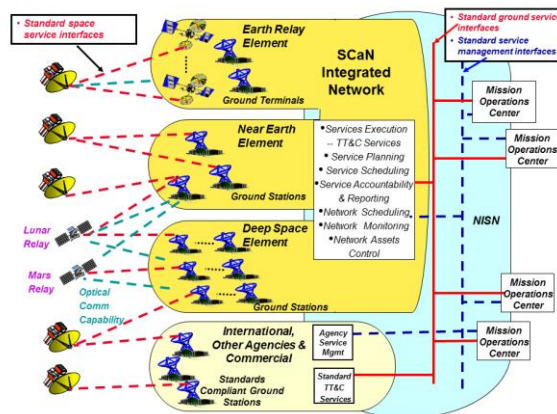 • Standard space
service interfaces
Earth Relay
Element
Ground Terminals
SCaN
Integrated
Network
• Standard ground service
interfaces
• Standard service
management interfaces
Near Earth
Element
Ground Stations
•Services Execution
-- TT&C Services
• Service Planning
• Service Scheduling
•Service Accountability
& Reporting
•Network Scheduling
•Network Monitoring
•Network Assets
Control
Mission
Operations
Center
Mission
Operations
Center
NISN
Lunar
Relay
Mars
Relay
Optical
Comm
Capability
Deep Space
Element
Ground Stations
Mission
Operations
Center
Mission
Operations
Center
International,
Other Agencies &
Commercial
Standards
Compliant Ground
Stations
Agency
Service
Mgmt
Standard
TT&C
Services